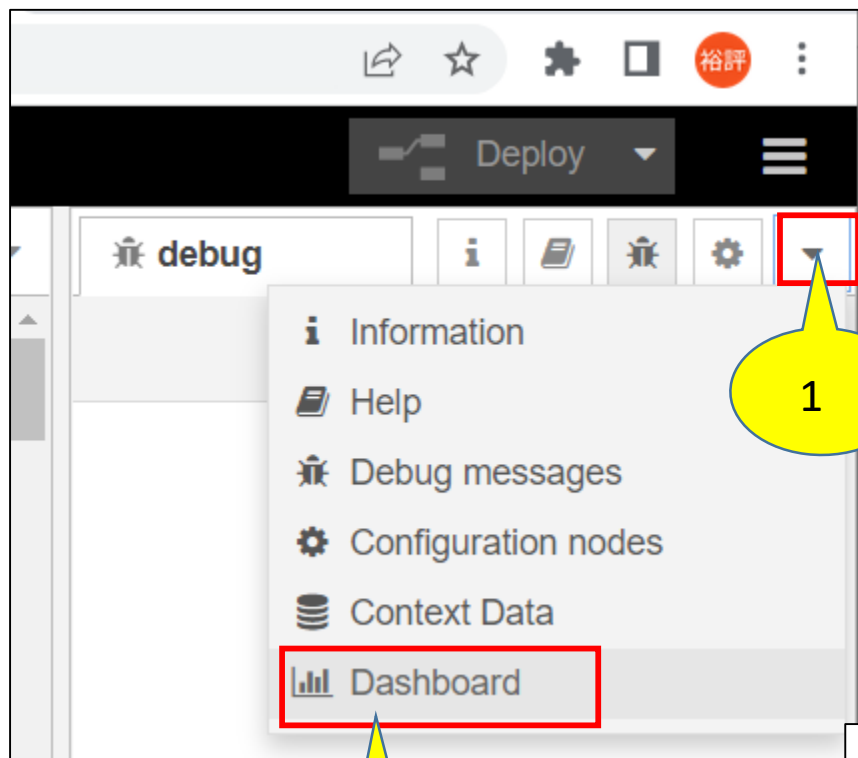 裕評
Deploy
debug
i
Information
Help
Debug messages
Configuration nodes
Context Data
Dashboard
1